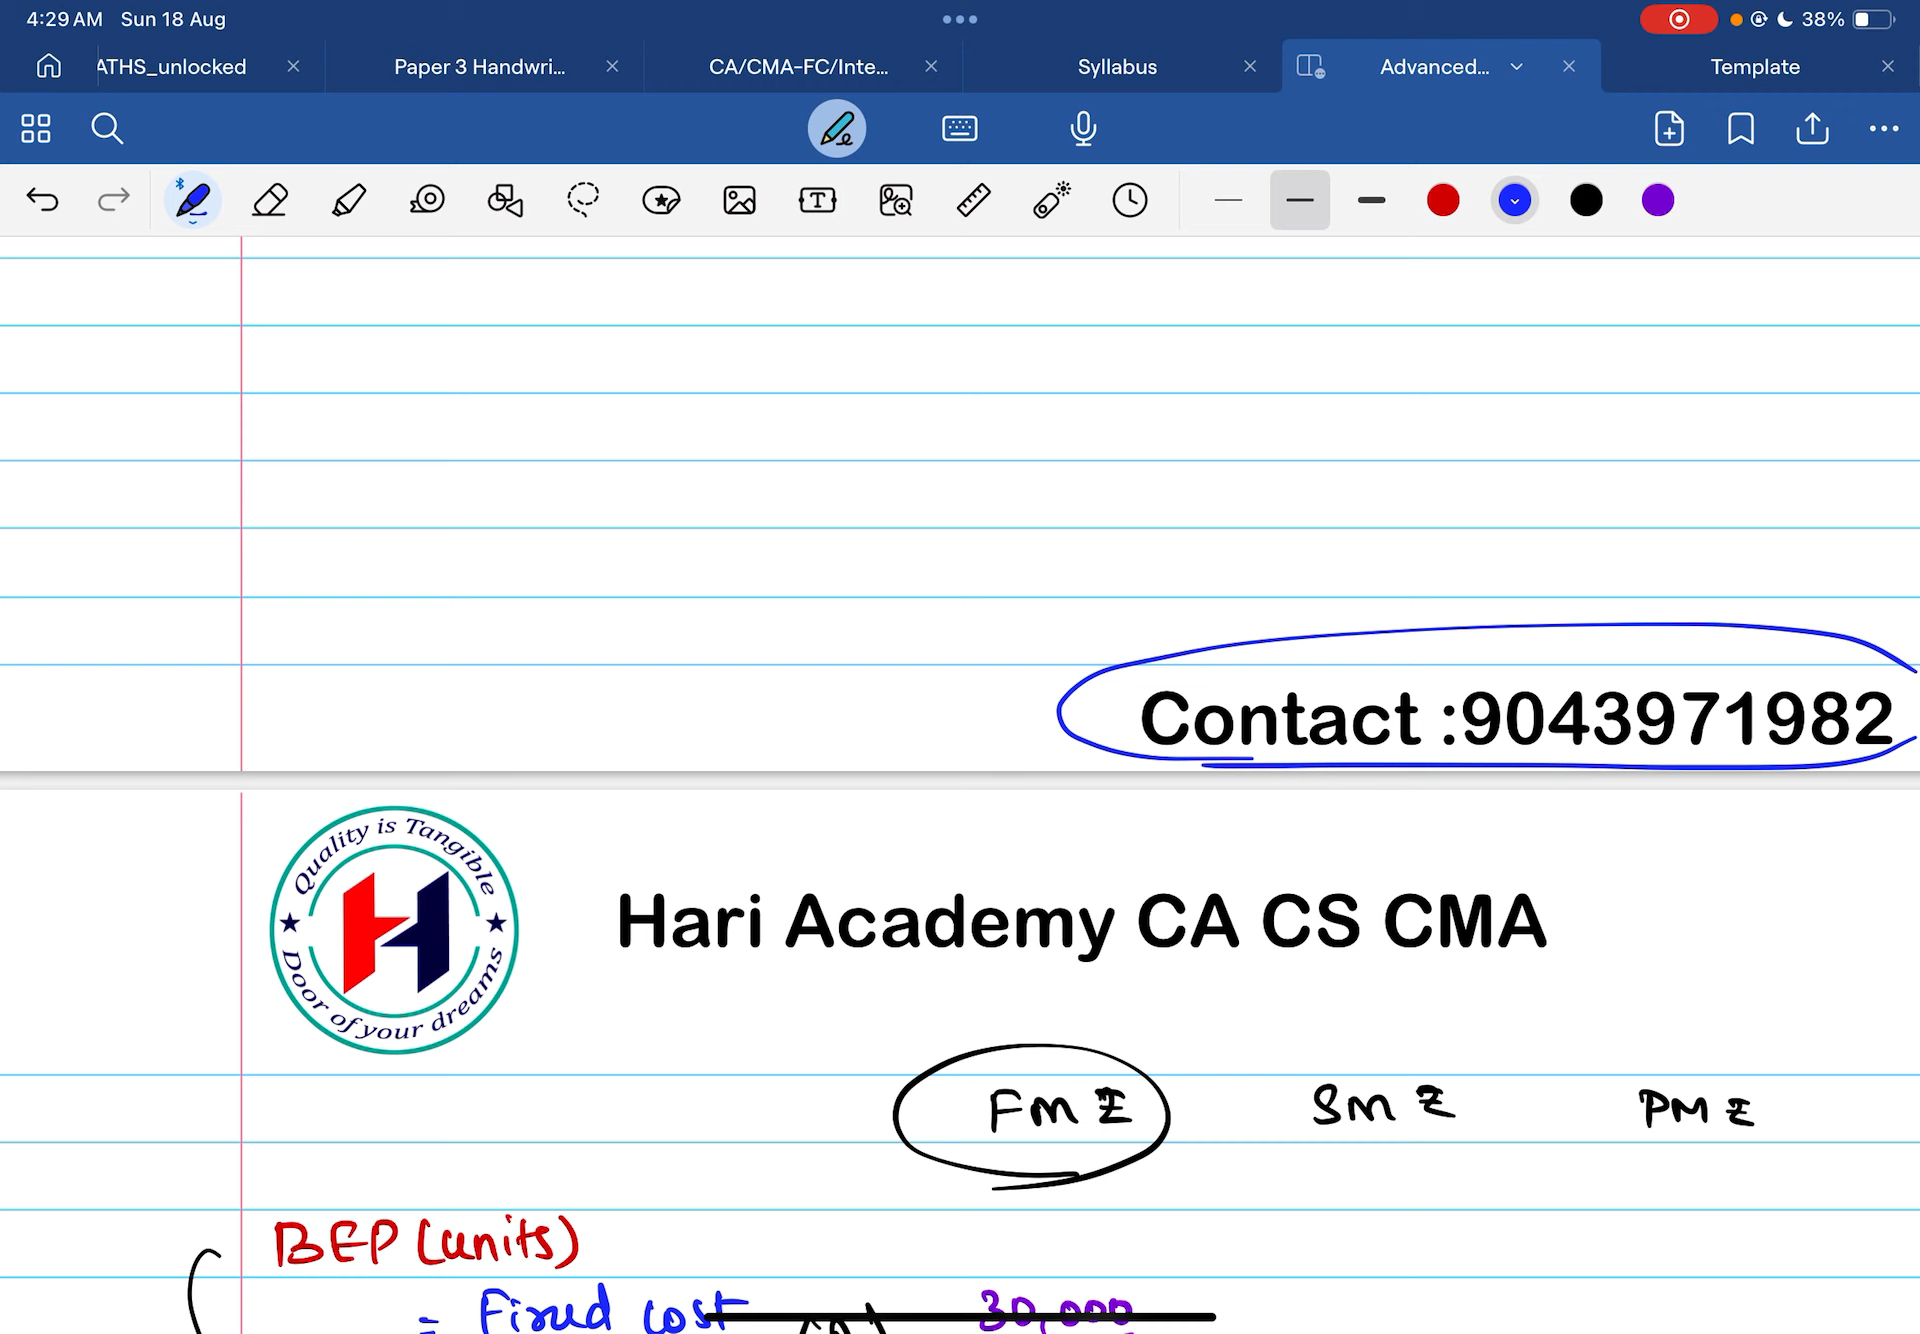 4:29 AM Sun 18 Aug
38%
ATHS_unlocked
Paper 3 Handwri...
CA/CMA-FC/Inte...
Syllabus
Advanced...
Template
Contact :9043971982
Quality is Tangible
Door of your dreams
Hari Academy CA CS CMA
FM ₹ SM ₹ PM ₹
BEP (units)
= Fixed cost 30,000